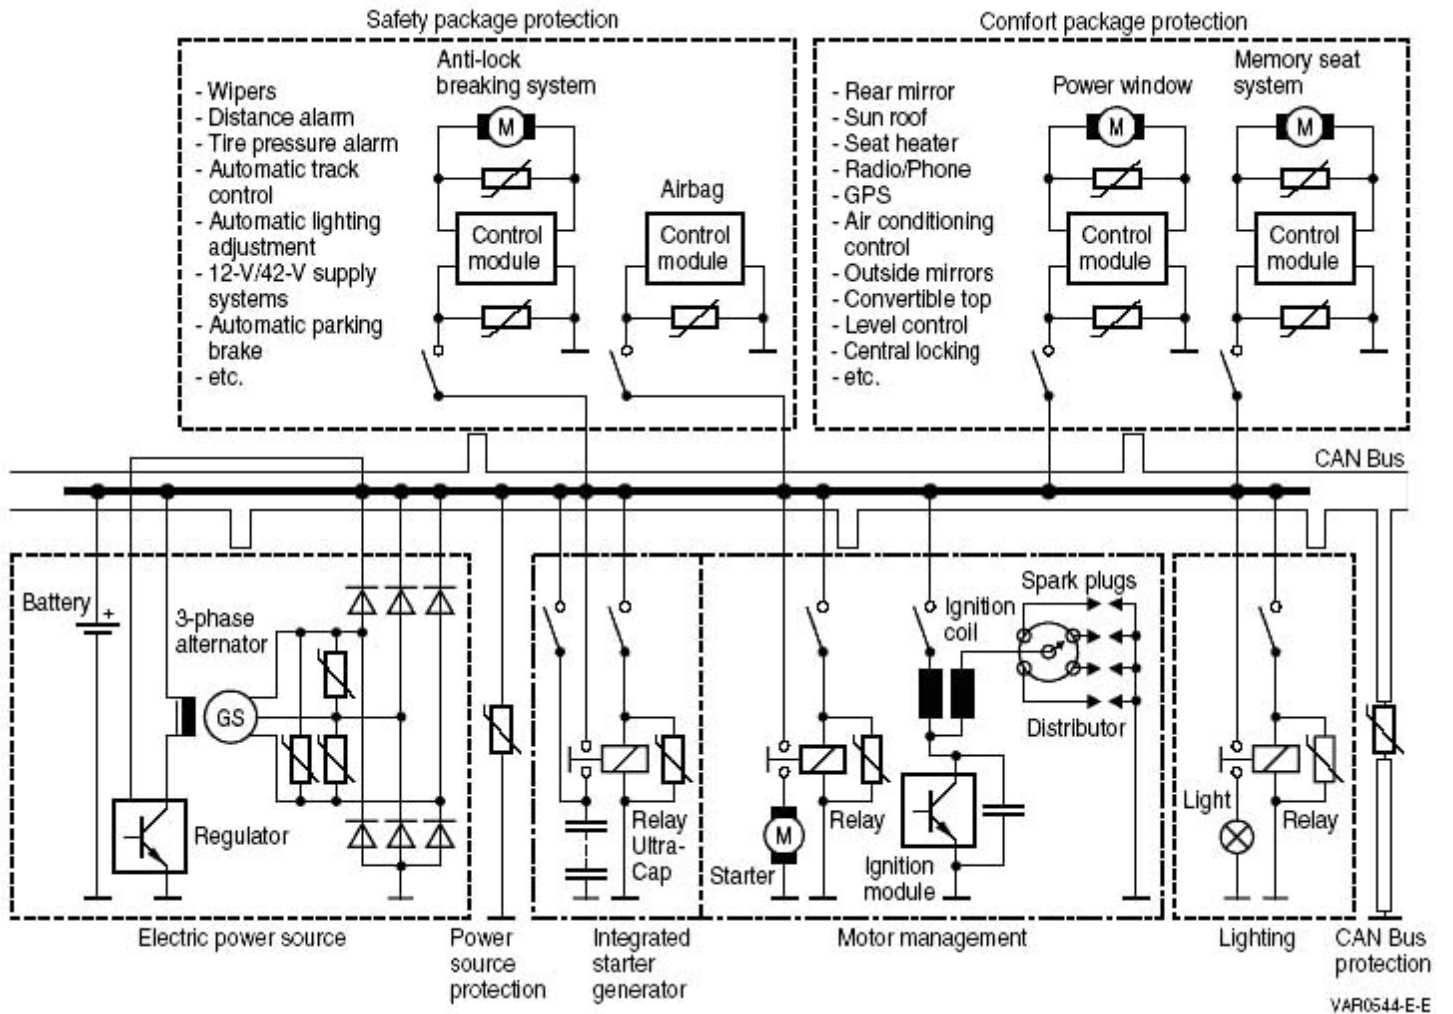 Safety package protection
Comfort package protection
Anti-lock
breaking system
- Wipers
- Distance alarm
- Tire pressure alarm
- Automatic track
control
- Automatic lighting
adjustment
- 12-V/42-V supply
systems
- Automatic parking
brake
- etc.
M
Control
module
Airbag
Control
module
- Rear mirror
- Sun roof
- Seat heater
- Radio/Phone
- GPS
- Air conditioning
control
- Outside mirrors
- Convertible top
- Level control
- Central locking
- etc.
Power window
M
Control
module
Memory seat
system
M
Control
module
CAN Bus
Battery
+
3-phase
alternator
GS
Regulator
Relay
Ultra-
Cap
M
Starter
Relay
Ignition
coil
Spark plugs
Distributor
Ignition
module
Light
Relay
Electric power source
Power
source
protection
Integrated
starter
generator
Motor management
Lighting
CAN Bus
protection
VAR0544-E-E